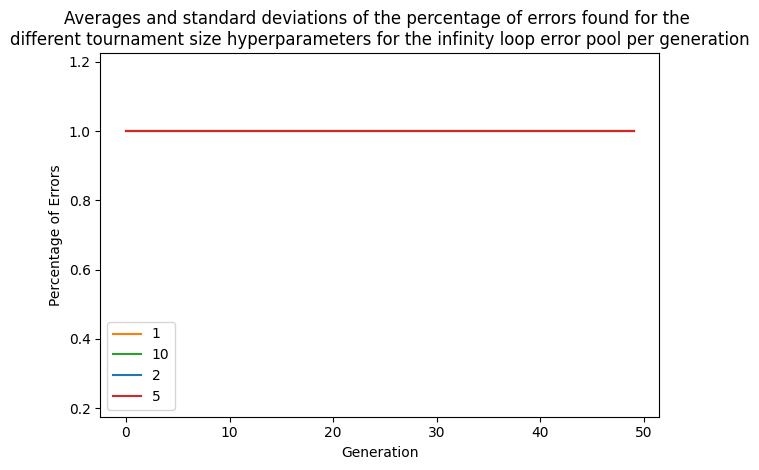 Averages and standard deviations of the percentage of errors found for the
different tournament size hyperparameters for the infinity loop error pool per generation
1.2
1.0
0.8
0.6
0.4
0.2
Percentage of Errors
1
10
2
5
0 10 20 30 40 50
Generation